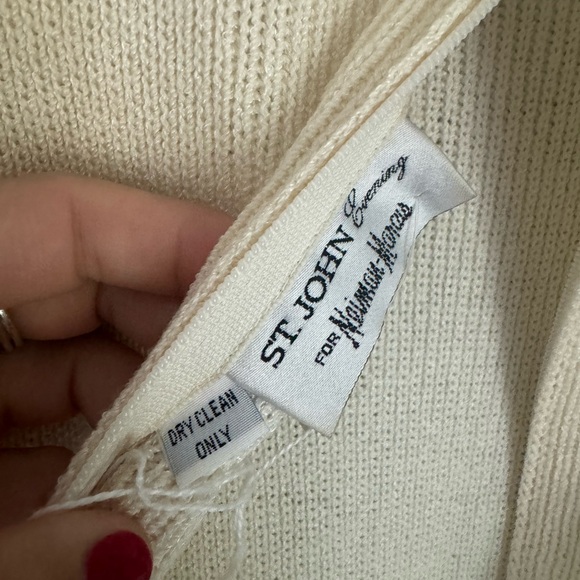 ST. JOHN Evening
FOR Neiman-Marcus
DRY CLEAN
ONLY